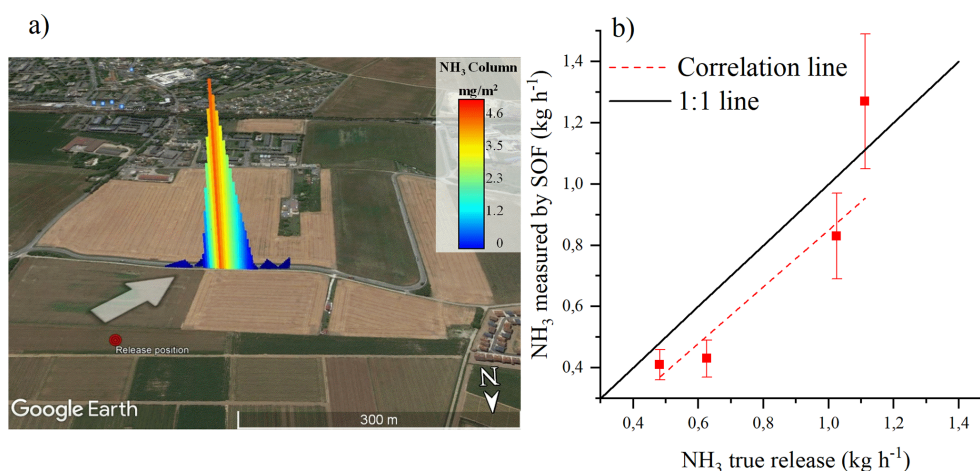 a)
NH₃ Column
mg/m²
4.6
3.5
2.3
1.2
0
Release position
N
Google Earth
300 m
b)
Correlation line
1:1 line
NH₃ measured by SOF (kg h⁻¹)
1,4
1,2
1,0
0,8
0,6
0,4
0,4 0,6 0,8 1,0 1,2 1,4
NH₃ true release (kg h⁻¹)